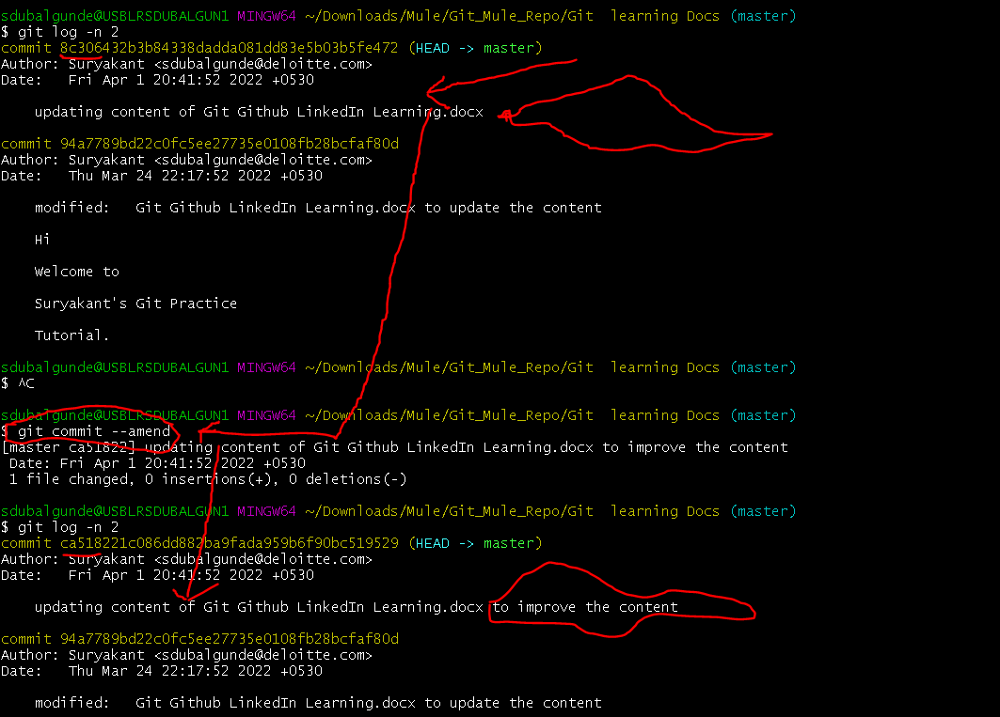 sdubalgunde@USBLRSDUBALGUN1 MINGW64 ~/Downloads/Mule/Git_Mule_Repo/Git  learning Docs (master)
$ git log -n 2
commit 8c306432b3b84338dadda081dd83e5b03b5fe472 (HEAD -> master)
Author: Suryakant <sdubalgunde@deloitte.com>
Date:   Fri Apr 1 20:41:52 2022 +0530
updating content of Git Github LinkedIn Learning.docx
commit 94a7789bd22c0fc5ee27735e0108fb28bcfaf80d
Author: Suryakant <sdubalgunde@deloitte.com>
Date:   Thu Mar 24 22:17:52 2022 +0530
modified:   Git Github LinkedIn Learning.docx to update the content
Hi
Welcome to
Suryakant's Git Practice
Tutorial.
sdubalgunde@USBLRSDUBALGUN1 MINGW64 ~/Downloads/Mule/Git_Mule_Repo/Git  learning Docs (master)
$ ^C
sdubalgunde@USBLRSDUBALGUN1 MINGW64 ~/Downloads/Mule/Git_Mule_Repo/Git  learning Docs (master)
$ git commit --amend
[master ca51822] updating content of Git Github LinkedIn Learning.docx to improve the content
Date: Fri Apr 1 20:41:52 2022 +0530
1 file changed, 0 insertions(+), 0 deletions(-)
sdubalgunde@USBLRSDUBALGUN1 MINGW64 ~/Downloads/Mule/Git_Mule_Repo/Git  learning Docs (master)
$ git log -n 2
commit ca518221c086dd882ba9fada959b6f90bc519529 (HEAD -> master)
Author: Suryakant <sdubalgunde@deloitte.com>
Date:   Fri Apr 1 20:41:52 2022 +0530
updating content of Git Github LinkedIn Learning.docx to improve the content
commit 94a7789bd22c0fc5ee27735e0108fb28bcfaf80d
Author: Suryakant <sdubalgunde@deloitte.com>
Date:   Thu Mar 24 22:17:52 2022 +0530
modified:   Git Github LinkedIn Learning.docx to update the content